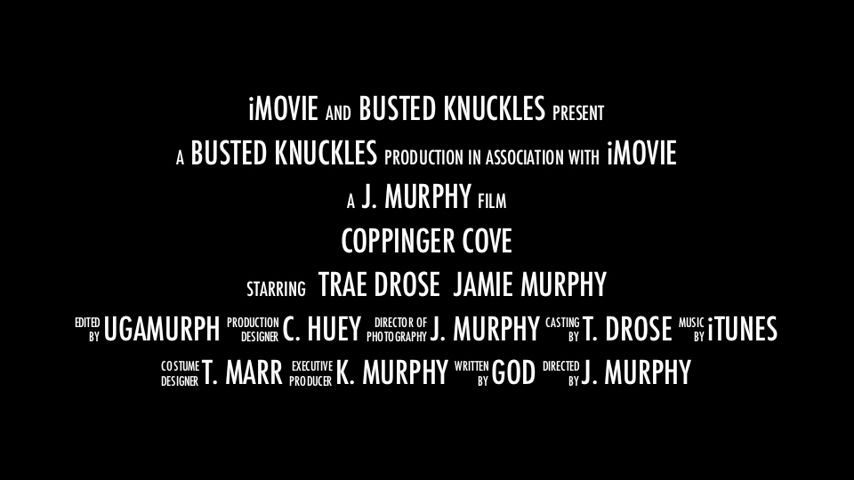 iMOVIE AND BUSTED KNUCKLES PRESENT
A BUSTED KNUCKLES PRODUCTION IN ASSOCIATION WITH iMOVIE
A J. MURPHY FILM
COPPINGER COVE
STARRING TRAE DROSE JAMIE MURPHY
EDITED BY UGAMURPH PRODUCTION DESIGNER C. HUEY DIRECTOR OF PHOTOGRAPHY J. MURPHY CASTING BY T. DROSE MUSIC BY iTUNES
COSTUME DESIGNER T. MARR EXECUTIVE PRODUCER K. MURPHY WRITTEN BY GOD DIRECTED BY J. MURPHY